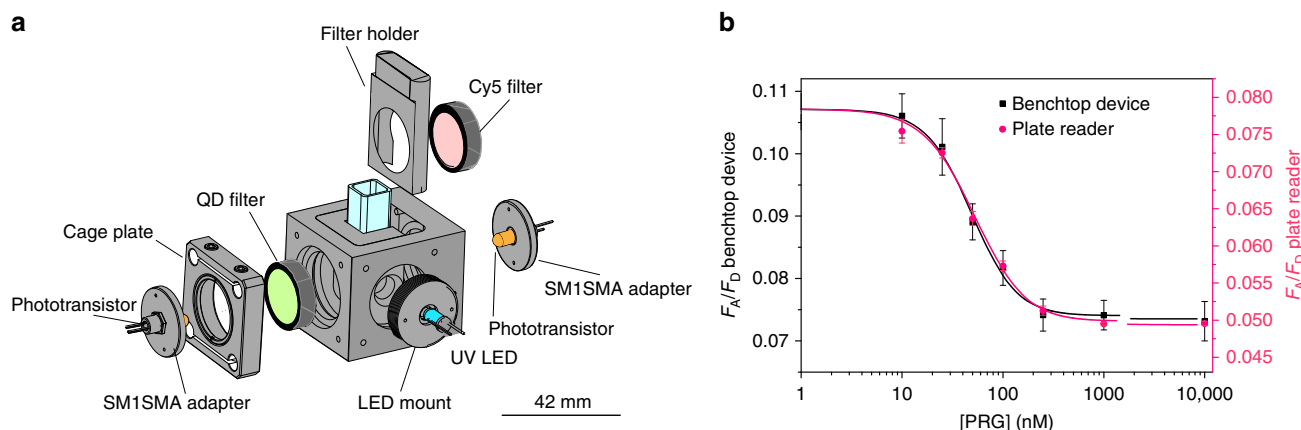 a
Filter holder
Cy5 filter
QD filter
Cage plate
Phototransistor
SM1SMA adapter
Phototransistor
UV LED
SM1SMA adapter
LED mount
42 mm
b
Benchtop device
Plate reader
F_A/F_D benchtop device
0.11
0.10
0.09
0.08
0.07
F_A/F_D plate reader
0.080
0.075
0.070
0.065
0.060
0.055
0.050
0.045
1
10
100
1000
10,000
[PRG] (nM)